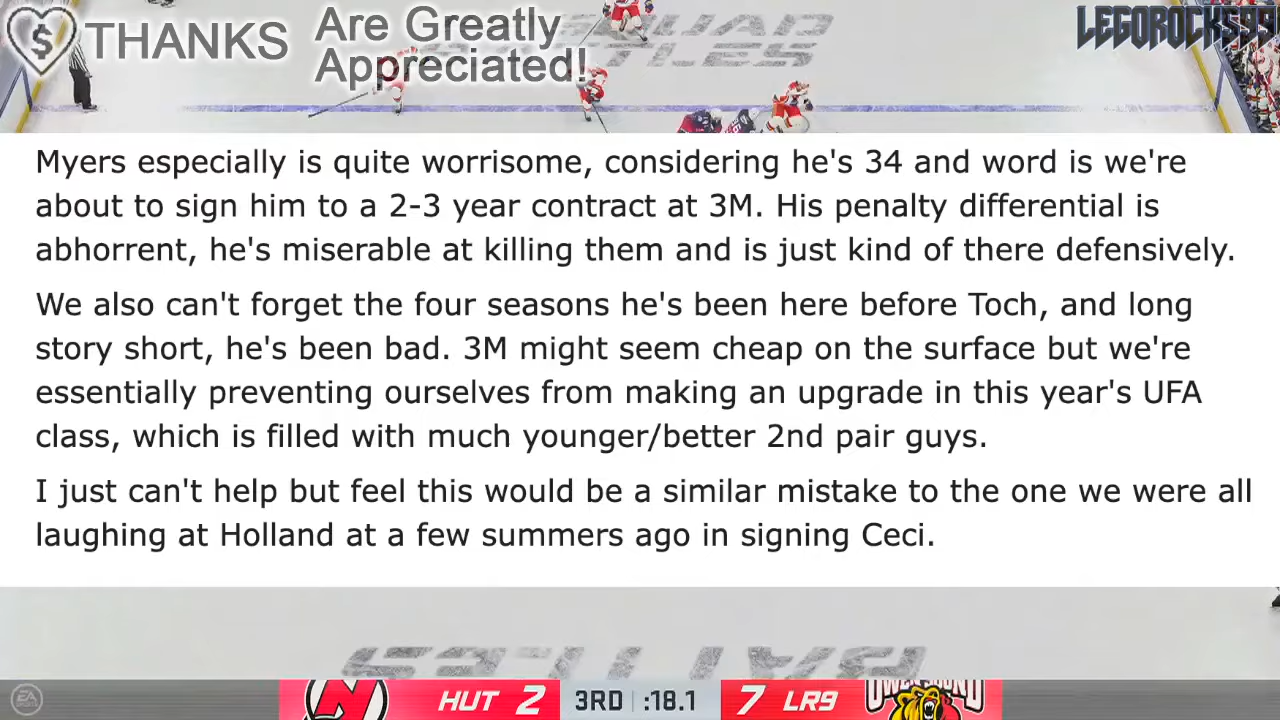 THANKS Are Greatly
Appreciated!
LEGOROCKS99
Myers especially is quite worrisome, considering he's 34 and word is we're
about to sign him to a 2-3 year contract at 3M. His penalty differential is
abhorrent, he's miserable at killing them and is just kind of there defensively.
We also can't forget the four seasons he's been here before Toch, and long
story short, he's been bad. 3M might seem cheap on the surface but we're
essentially preventing ourselves from making an upgrade in this year's UFA
class, which is filled with much younger/better 2nd pair guys.
I just can't help but feel this would be a similar mistake to the one we were all
laughing at Holland at a few summers ago in signing Ceci.
EA
SPORTS
HUT 2 3RD :18.1 7 LR9
OWEN SOUND